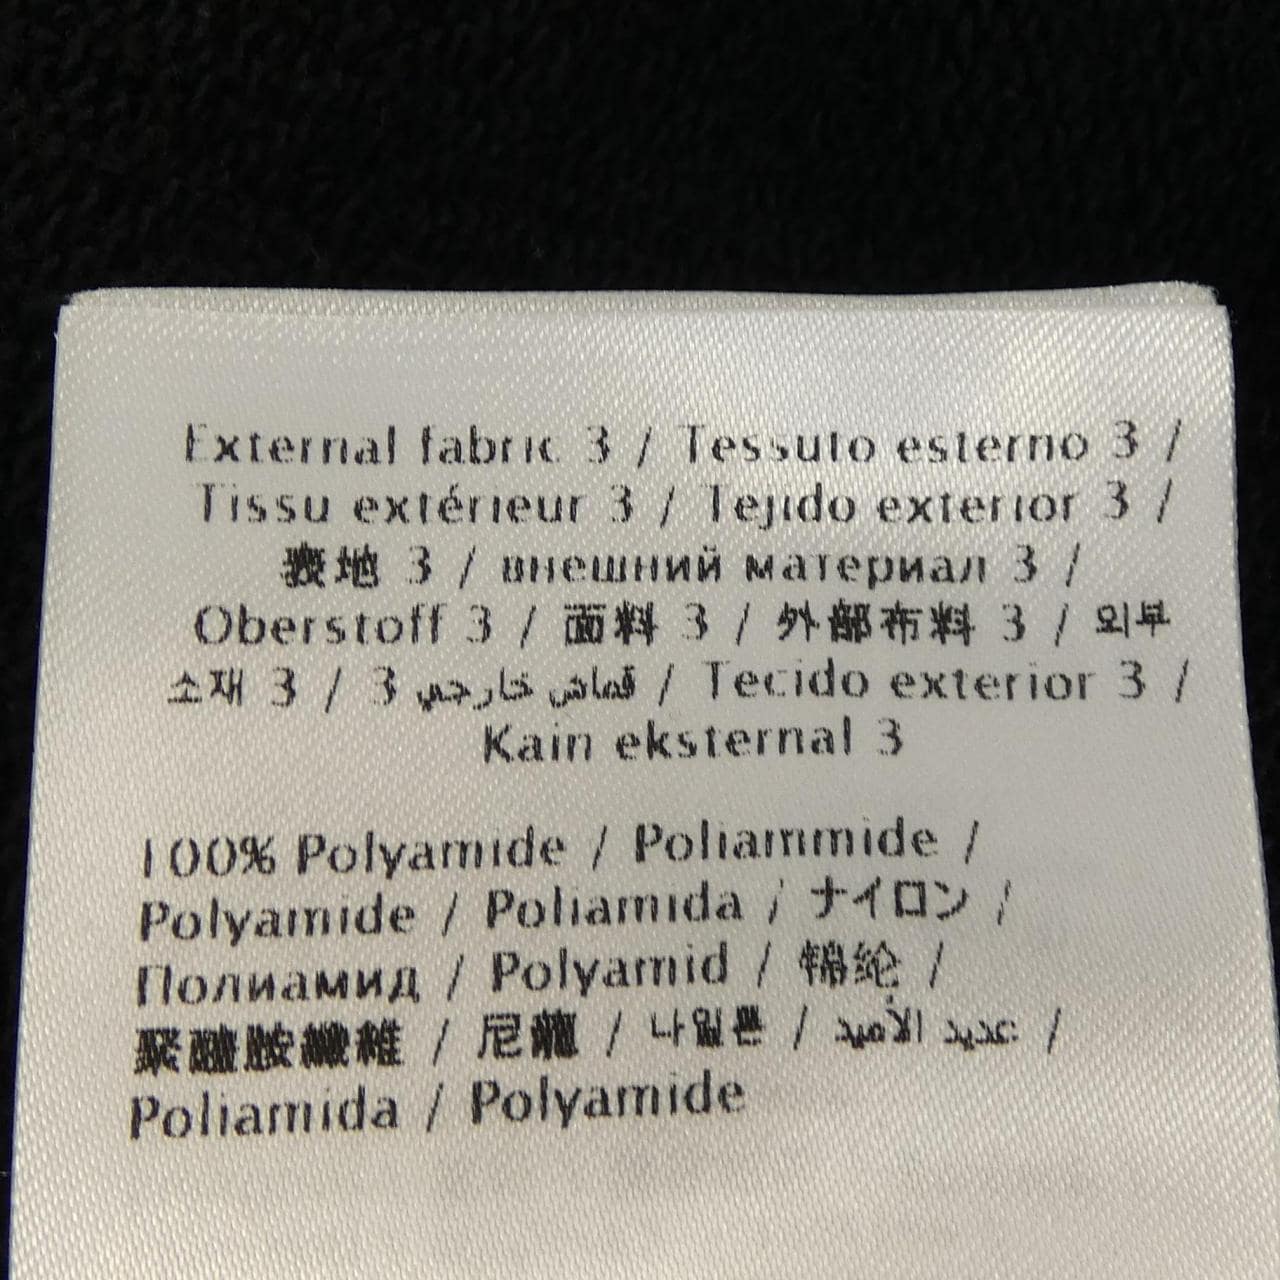 External fabric 3 / Tessuto esterno 3 /
Tissu extérieur 3 / Tejido exterior 3 /
表地 3 / внешний материал 3 /
Oberstoff 3 / 面料 3 / 外部布料 3 / 외부
소재 3 / 3 قماش خارجي / Tecido exterior 3 /
Kain eksternal 3
100% Polyamide / Poliammide /
Polyamide / Poliamida / ナイロン /
Полиамид / Polyamid / 锦纶 /
聚醯胺纖維 / 尼龍 / 나일론 / عديد الأميد /
Poliamida / Polyamide